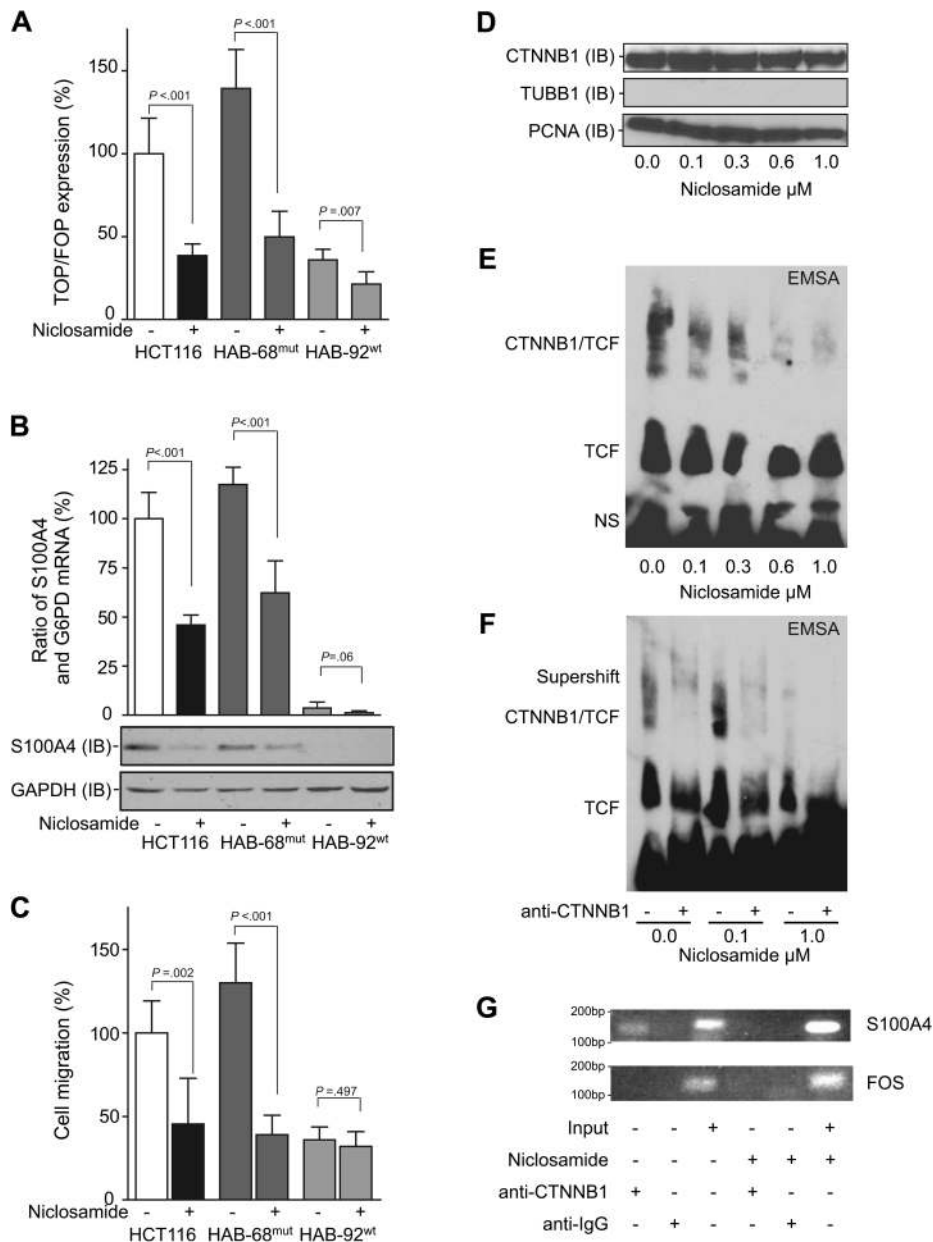 A
TOP/FOP expression (%)
150
100
50
0
P <.001
P <.001
P =.007
Niclosamide - + - + - +
HCT116 HAB-68mut HAB-92wt
B
Ratio of S100A4
and G6PD mRNA (%)
125
100
75
50
25
0
P<.001
P<.001
P=.06
S100A4 (IB)
GAPDH (IB)
Niclosamide - + - + - +
HCT116 HAB-68mut HAB-92wt
C
Cell migration (%)
150
100
50
0
P =.002
P <.001
P =.497
Niclosamide - + - + - +
HCT116 HAB-68mut HAB-92wt
D
CTNNB1 (IB)
TUBB1 (IB)
PCNA (IB)
0.0 0.1 0.3 0.6 1.0
Niclosamide µM
E
EMSA
CTNNB1/TCF
TCF
NS
0.0 0.1 0.3 0.6 1.0
Niclosamide µM
F
EMSA
Supershift
CTNNB1/TCF
TCF
anti-CTNNB1 - + - + - +
0.0 0.1 1.0
Niclosamide µM
G
200bp
100bp
S100A4
200bp
100bp
FOS
Input - - + - - +
Niclosamide - - - + + +
anti-CTNNB1 + - - + - -
anti-IgG - + - - + -